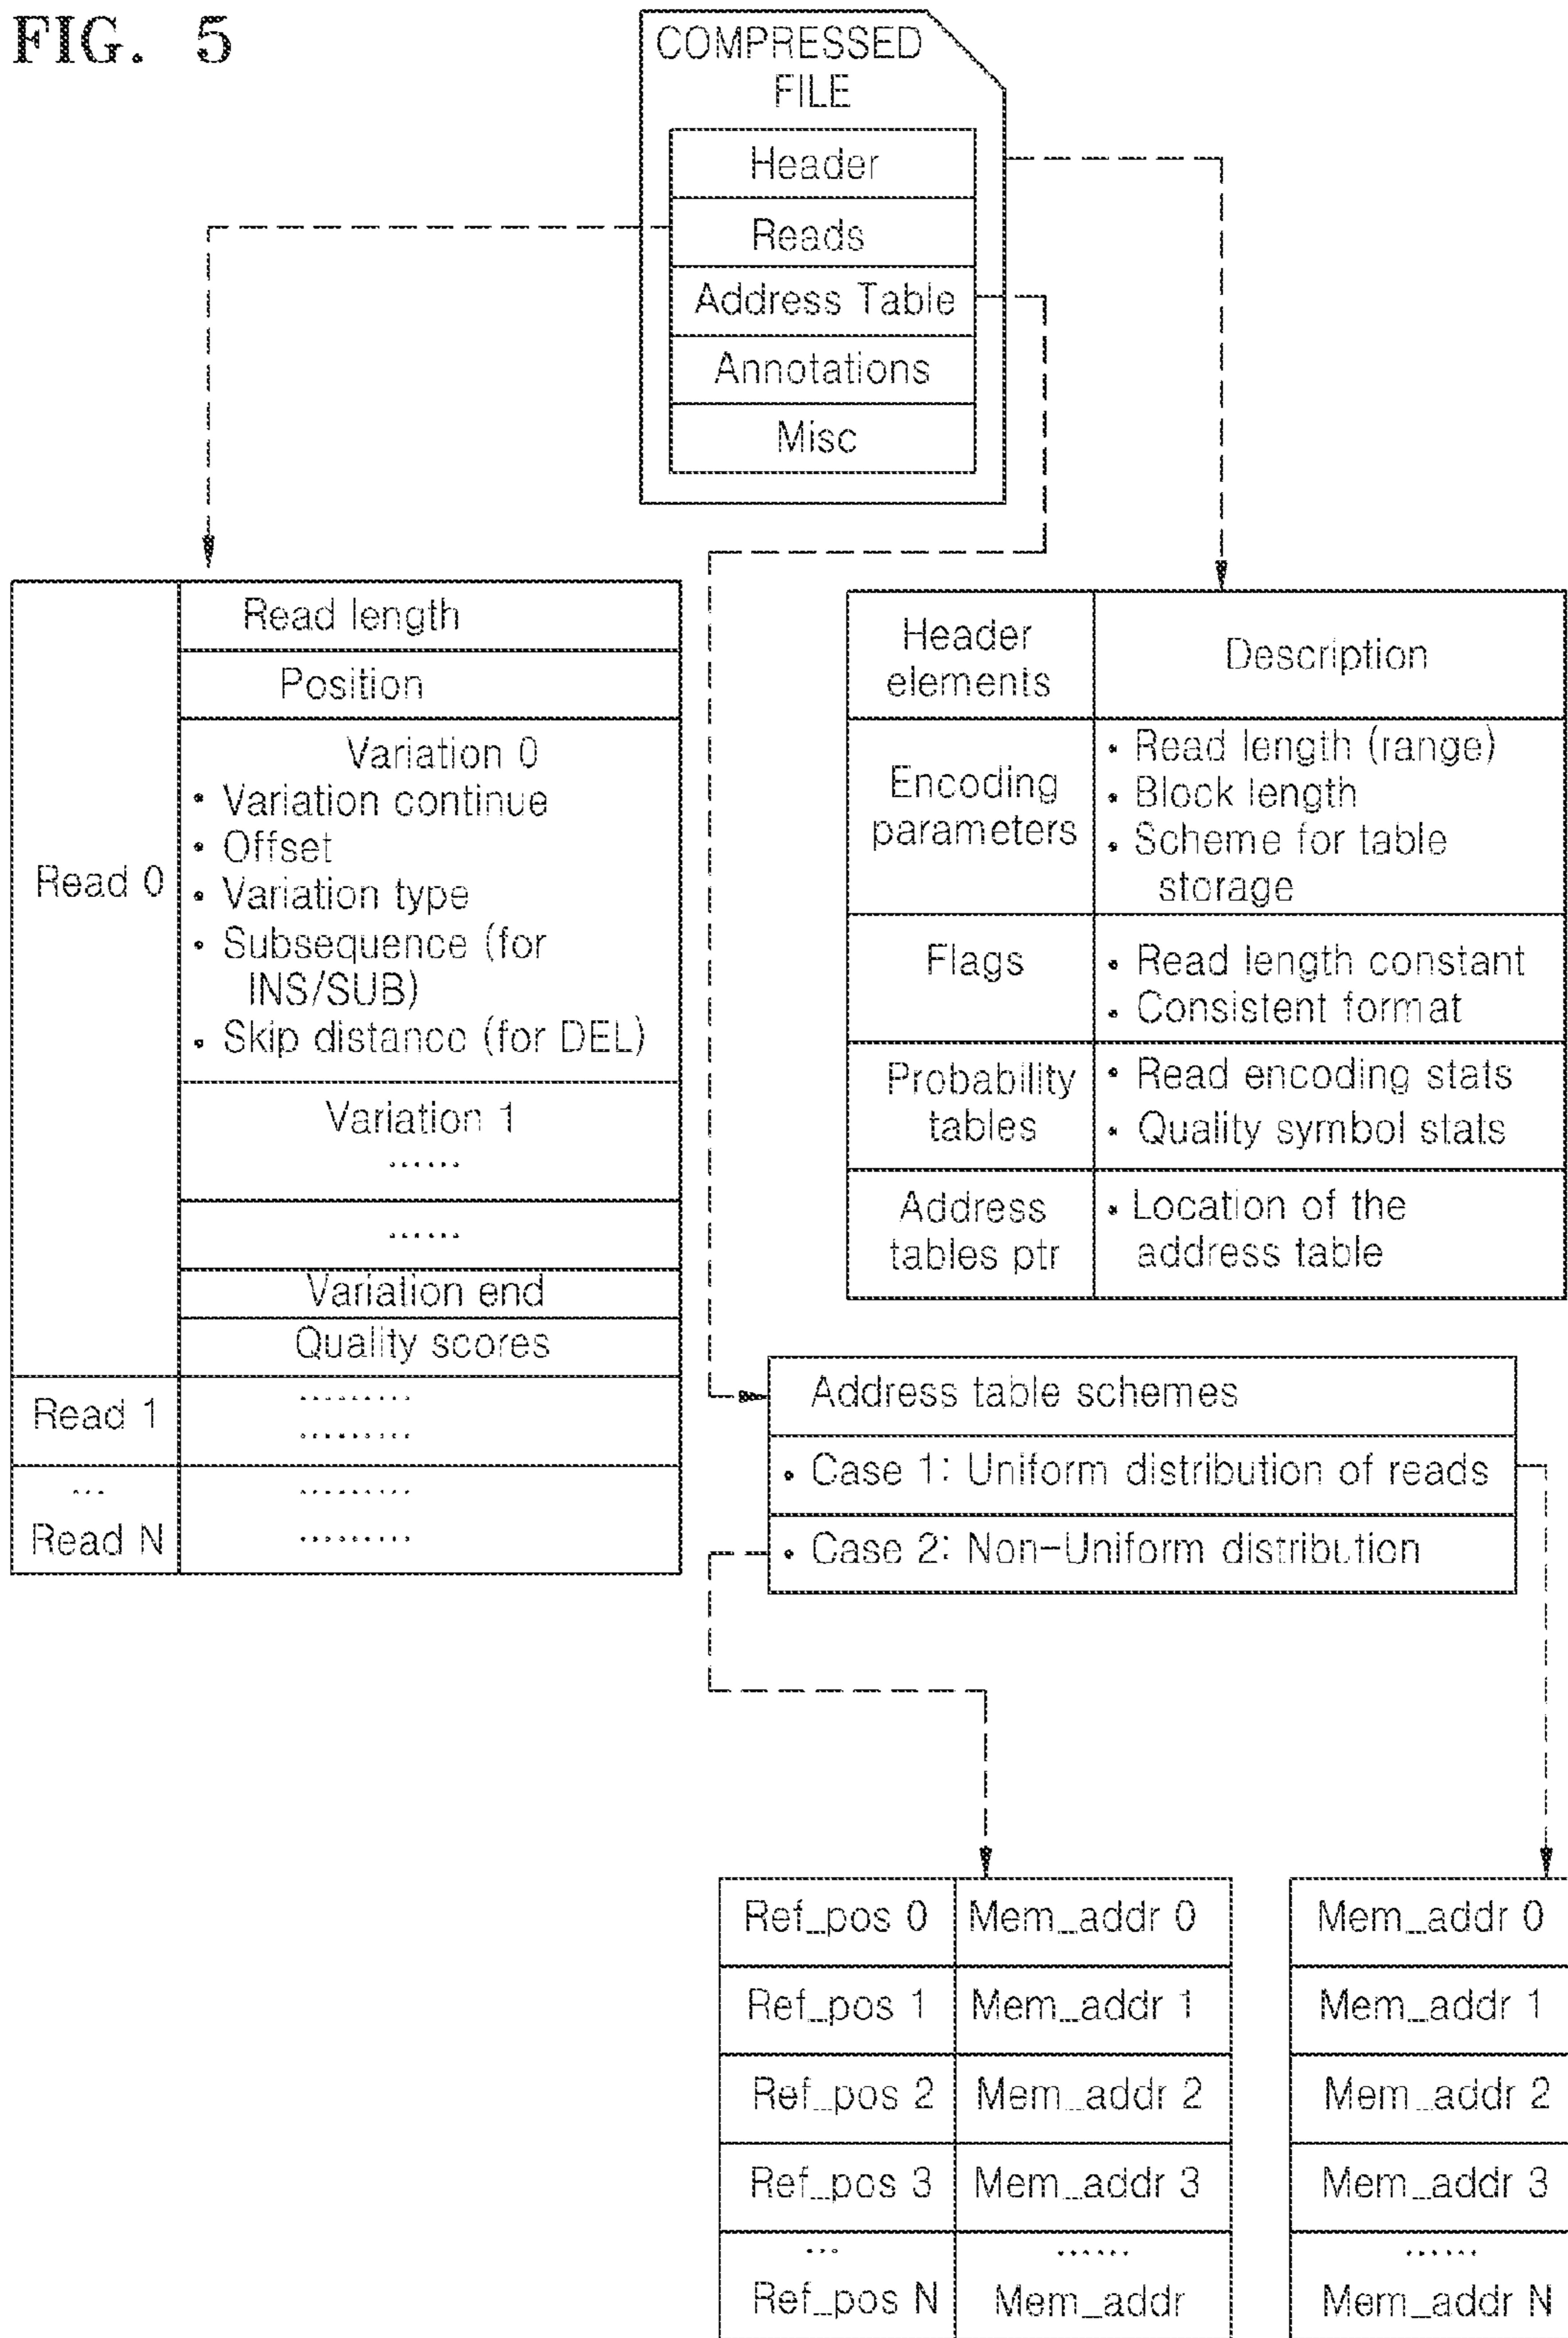 FIG. 5
COMPRESSED
FILE
Header
Reads
Address Table
Annotations
Misc
Read 0
Read length
Position
Variation 0
• Variation continue
• Offset
• Variation type
• Subsequence (for
INS/SUB)
• Skip distance (for DEL)
Variation 1
......
......
Variation end
Quality scores
Read 1
.........
.........
...
.........
Read N
.........
Header
elements
Description
Encoding
parameters
• Read length (range)
• Block length
• Scheme for table
storage
Flags
• Read length constant
• Consistent format
Probability
tables
• Read encoding stats
• Quality symbol stats
Address
tables ptr
• Location of the
address table
Address table schemes
• Case 1: Uniform distribution of reads
• Case 2: Non-Uniform distribution
Ref_pos 0 Mem_addr 0
Ref_pos 1 Mem_addr 1
Ref_pos 2 Mem_addr 2
Ref_pos 3 Mem_addr 3
... ......
Ref_pos N Mem_addr
Mem_addr 0
Mem_addr 1
Mem_addr 2
Mem_addr 3
......
Mem_addr N